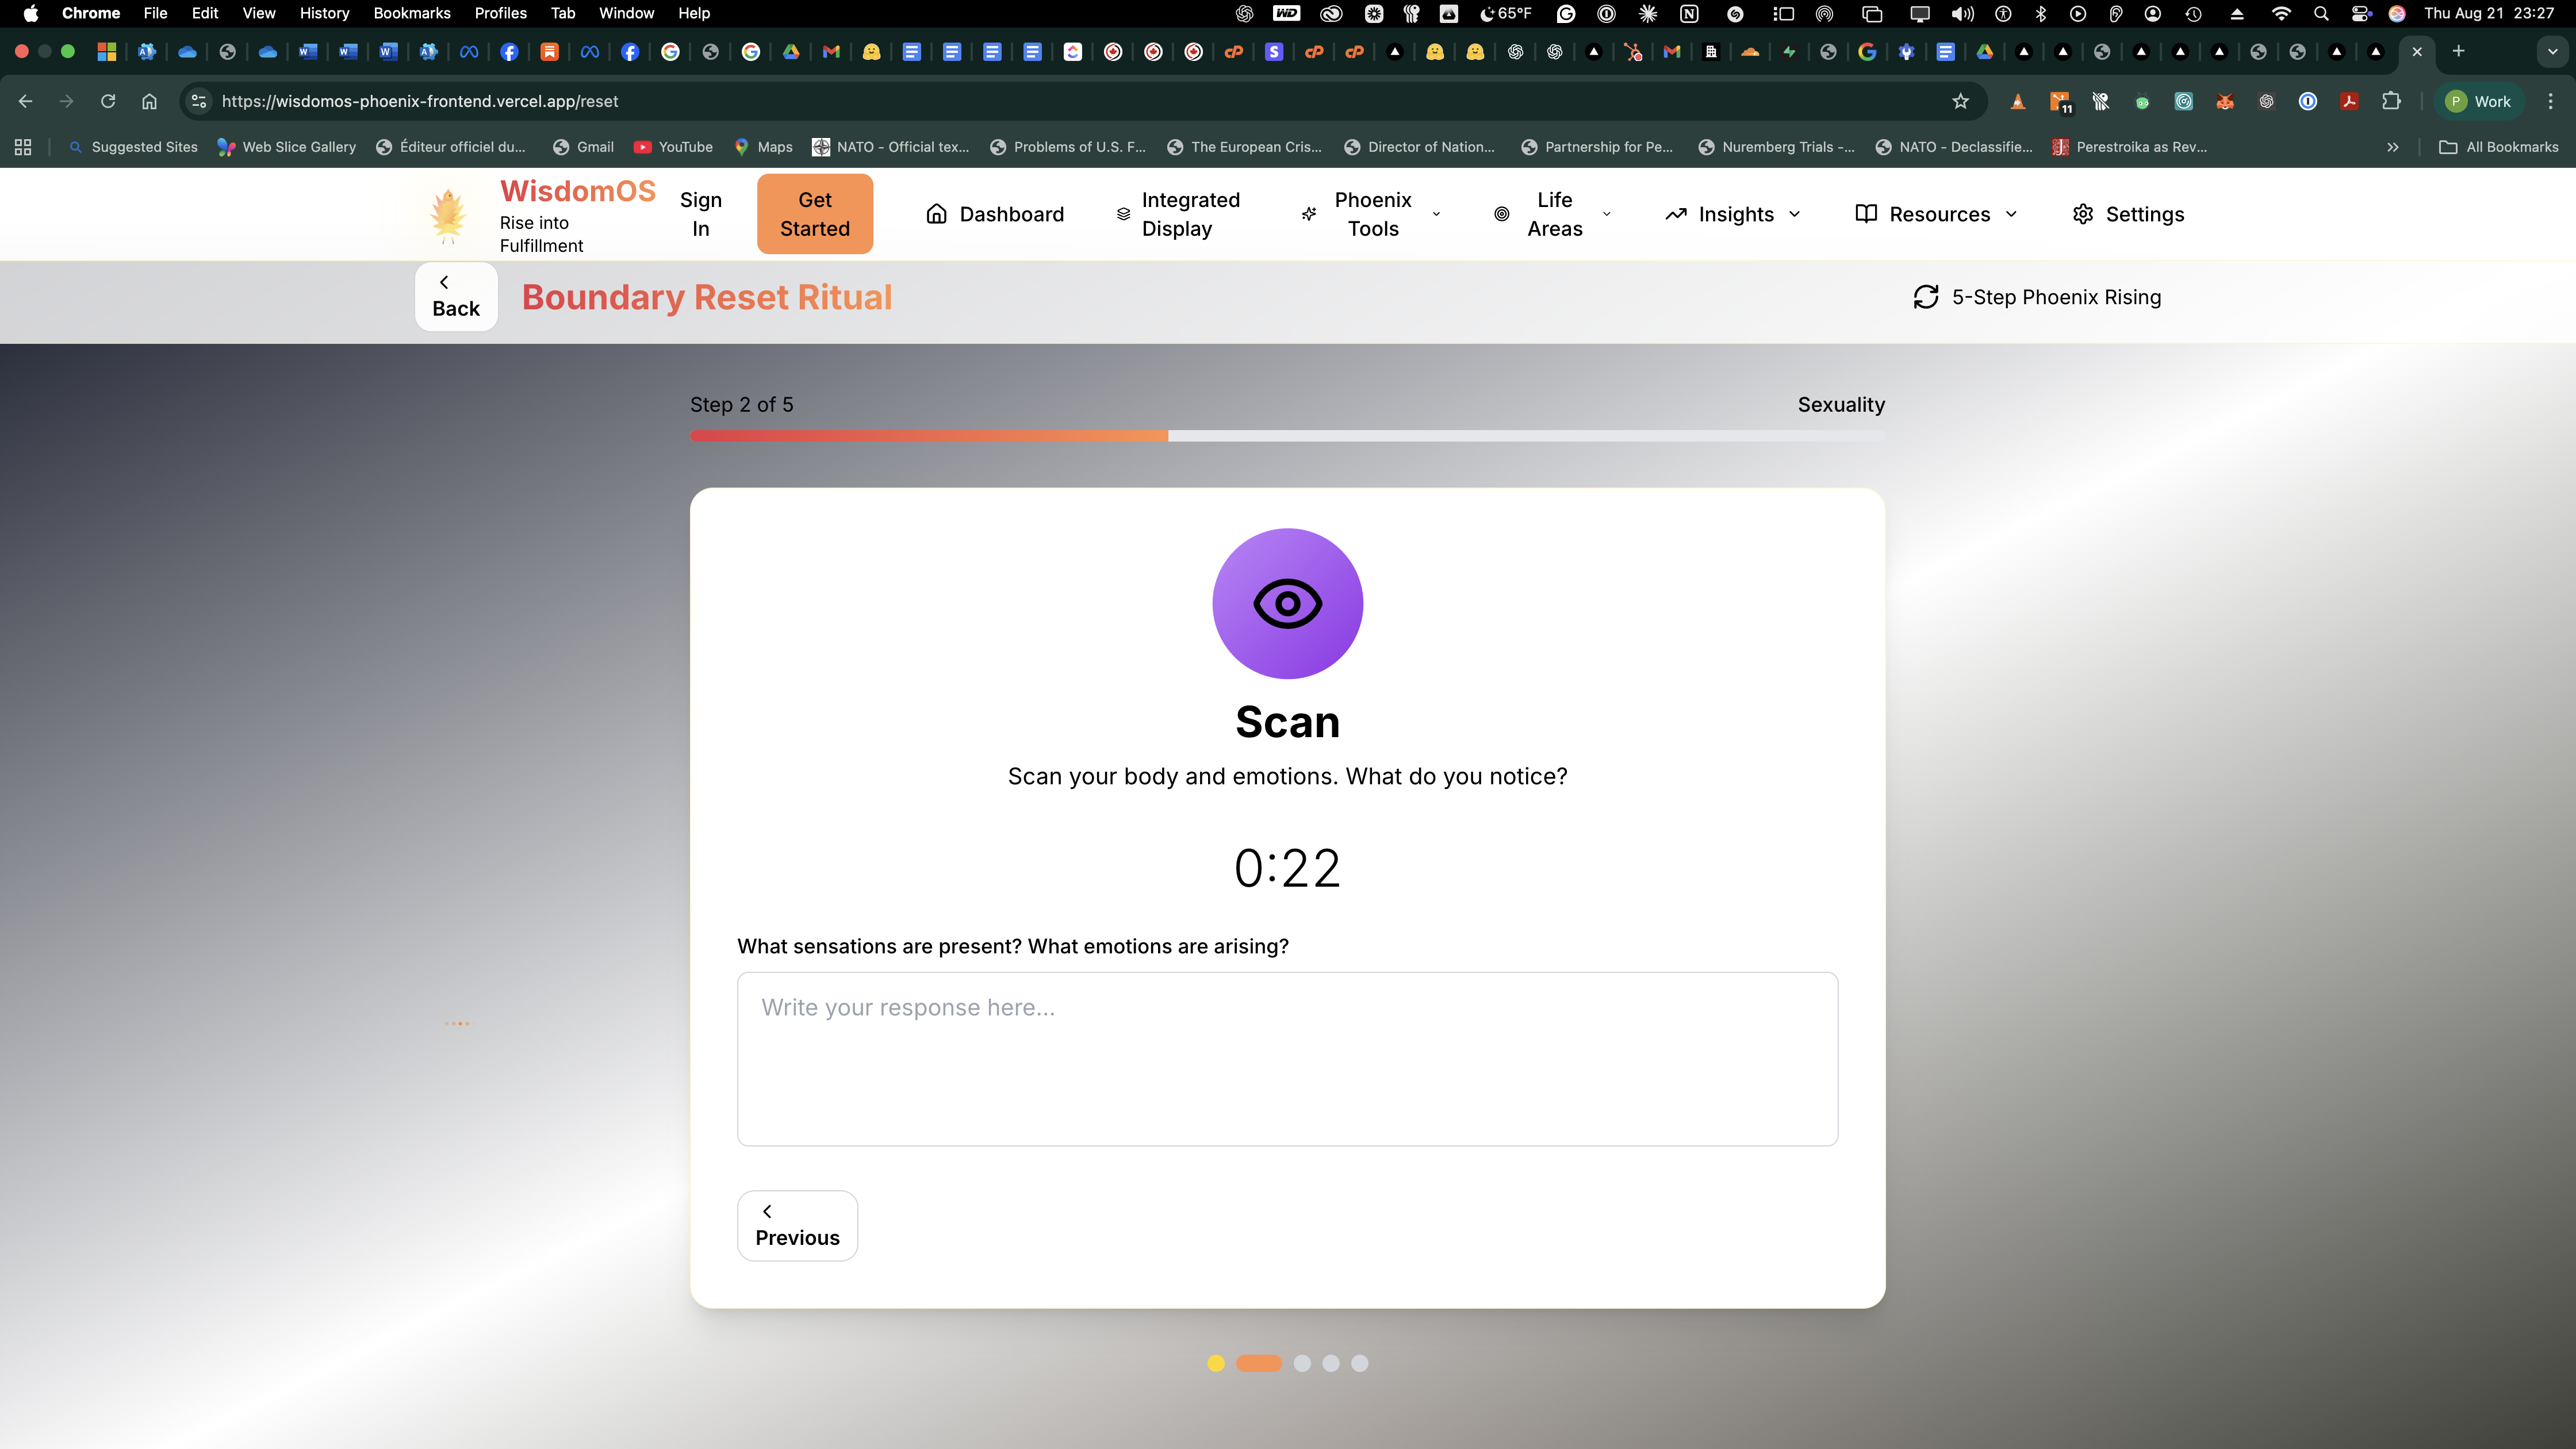 Chrome File Edit View History Bookmarks Profiles Tab Window Help
65°F
Thu Aug 21 23:27
https://wisdomos-phoenix-frontend.vercel.app/reset
11
P Work
Suggested Sites
Web Slice Gallery
Éditeur officiel du...
Gmail
YouTube
Maps
NATO - Official tex...
Problems of U.S. F...
The European Cris...
Director of Nation...
Partnership for Pe...
Nuremberg Trials -...
NATO - Declassifie...
Perestroika as Rev...
All Bookmarks
WisdomOS
Rise into
Fulfillment
Sign
In
Get
Started
Dashboard
Integrated
Display
Phoenix
Tools
Life
Areas
Insights
Resources
Settings
Back
Boundary Reset Ritual
5-Step Phoenix Rising
Step 2 of 5
Sexuality
Scan
Scan your body and emotions. What do you notice?
0:22
What sensations are present? What emotions are arising?
Write your response here...
Previous